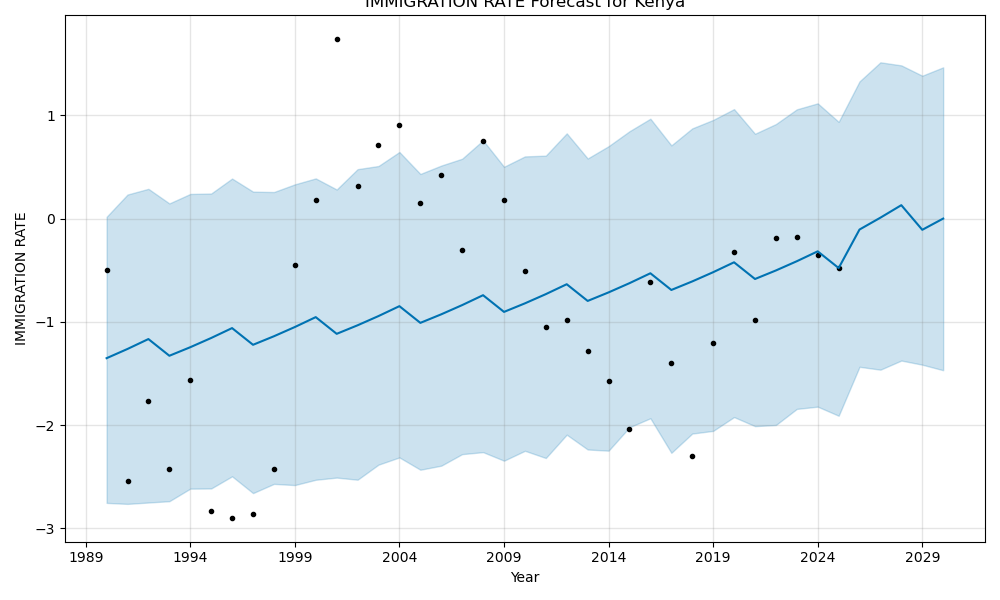 IMMIGRATION RATE Forecast for Kenya
1
0
−1
−2
−3
IMMIGRATION RATE
1989 1994 1999 2004 2009 2014 2019 2024 2029
Year